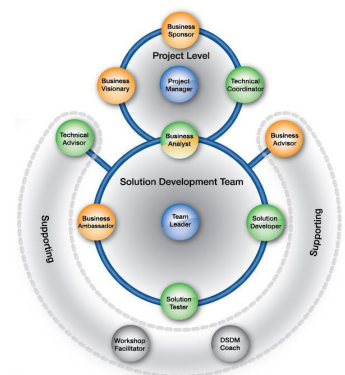 Business
Sponsor
Project Level
Business
Visionary
Project
Manager
Technical
Coordinator
Technical
Advisor
Business
Analyst
Business
Advisor
Solution Development Team
Supporting
Supporting
Business
Ambassador
Team
Leader
Solution
Developer
Solution
Tester
Workshop
Facilitator
DSDM
Coach